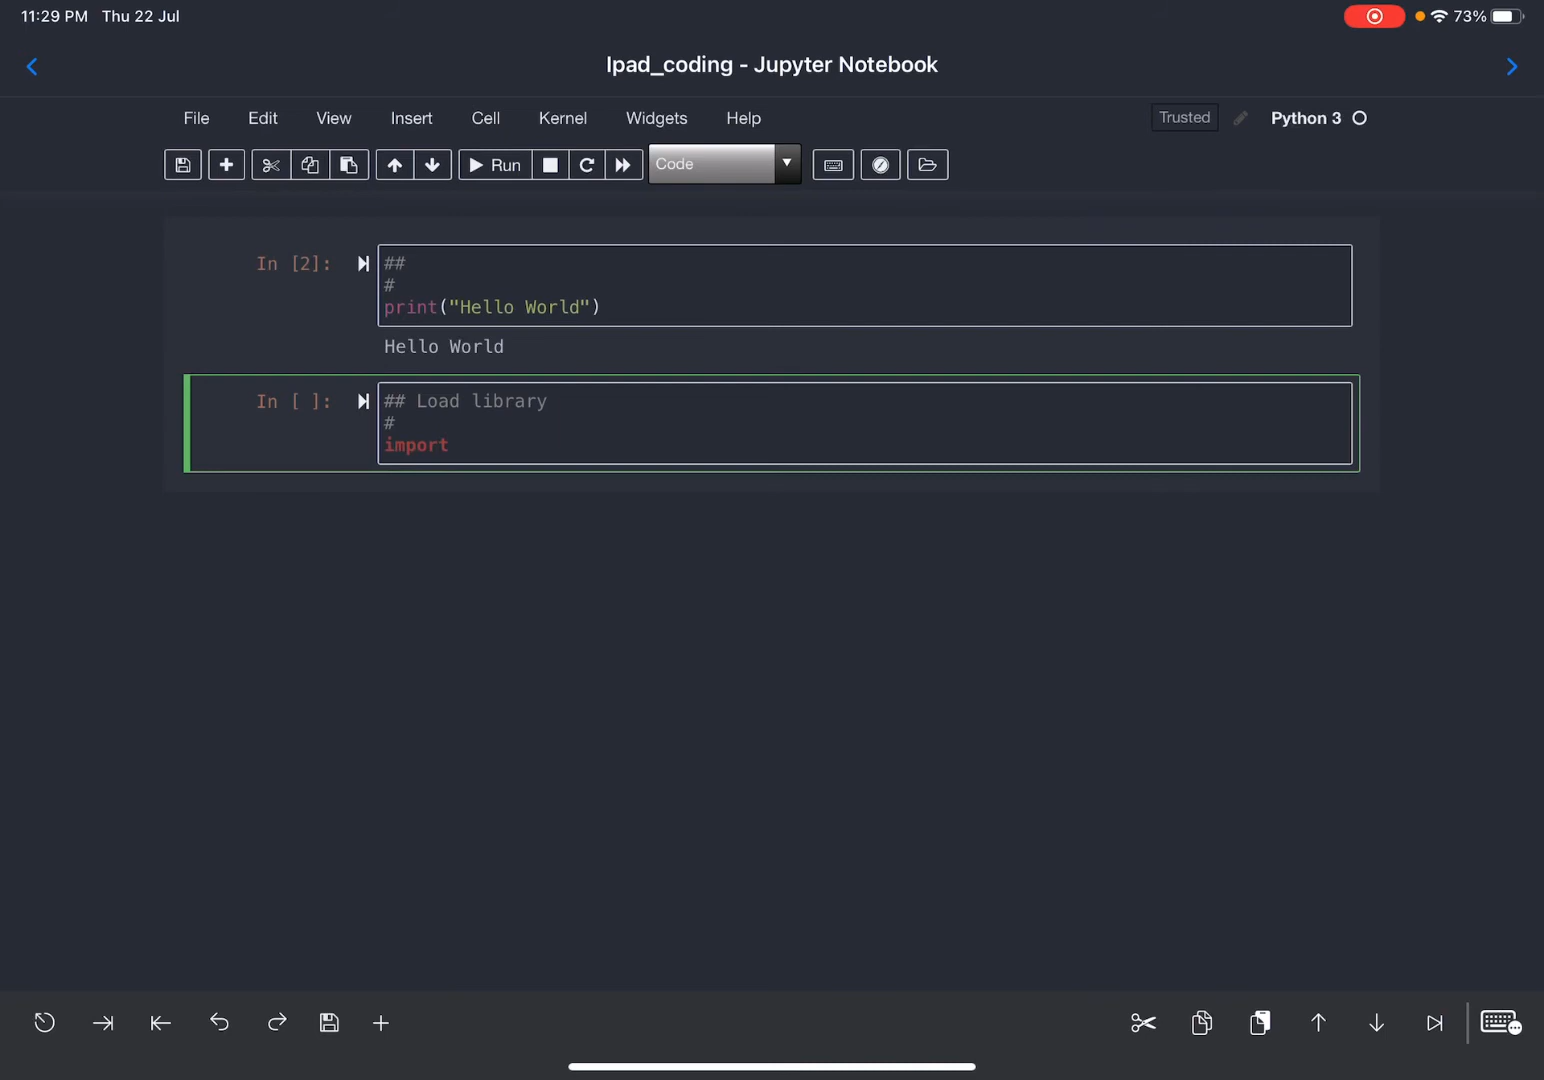 11:29 PM Thu 22 Jul
73%
Ipad_coding - Jupyter Notebook
File Edit View Insert Cell Kernel Widgets Help Trusted Python 3
Run Code
In [2]: ##
#
print("Hello World")
Hello World
In [ ]: ## Load library
#
import